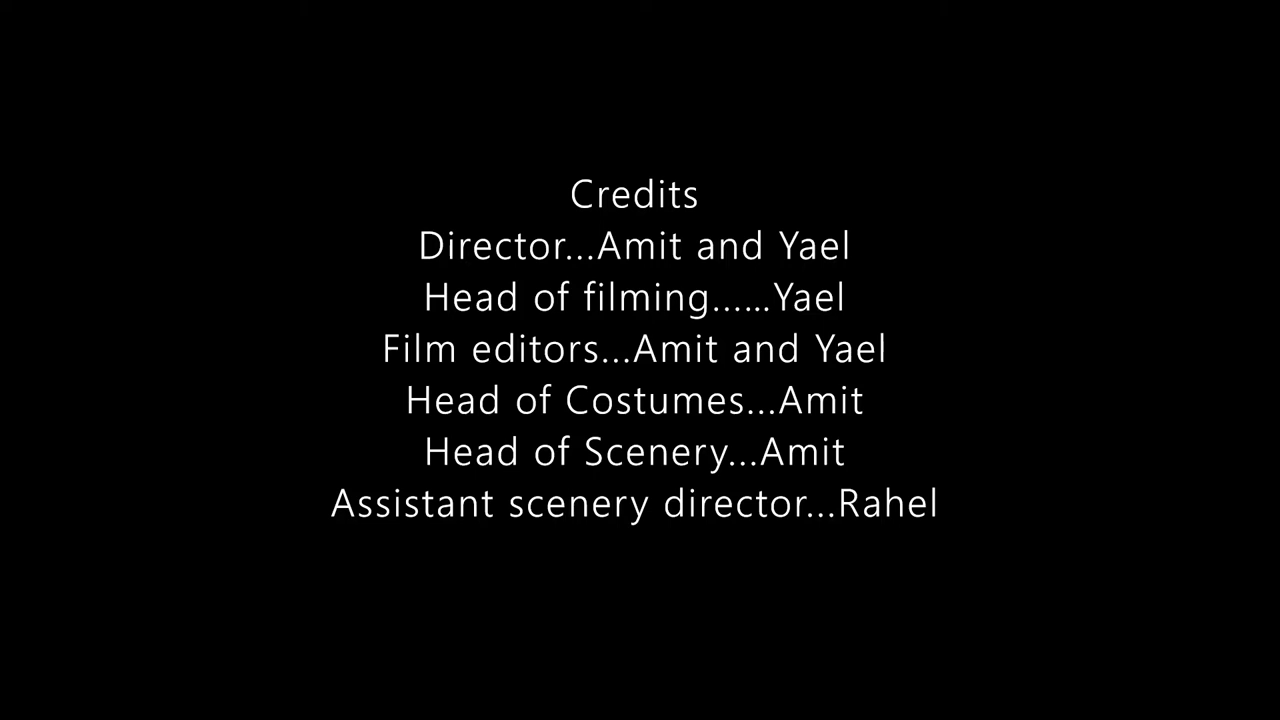 Credits
Director...Amit and Yael
Head of filming......Yael
Film editors...Amit and Yael
Head of Costumes...Amit
Head of Scenery...Amit
Assistant scenery director...Rahel